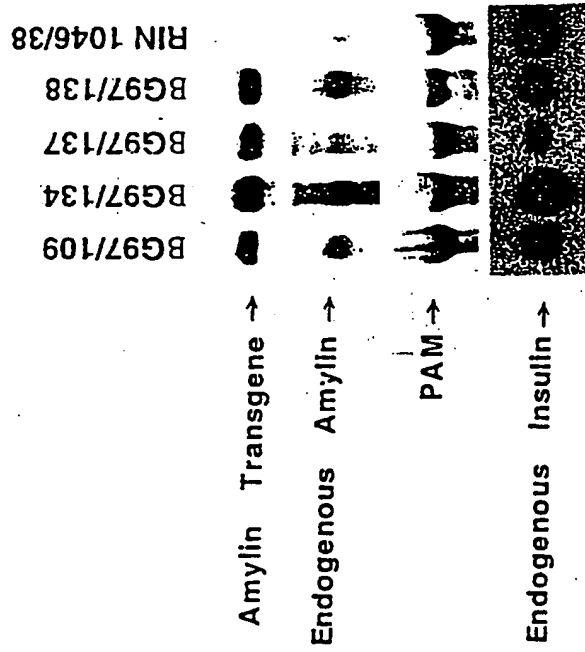 BG97/109
BG97/134
BG97/137
BG97/138
RIN 1046/38
Amylin Transgene →
Endogenous Amylin →
PAM →
Endogenous Insulin →